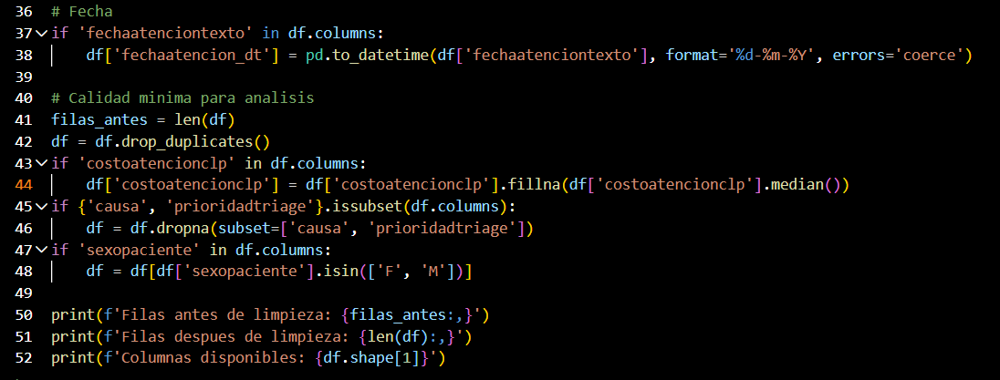 36 # Fecha
37 if 'fechaatenciontexto' in df.columns:
38 df['fechaatencion_dt'] = pd.to_datetime(df['fechaatenciontexto'], format='%d-%m-%Y', errors='coerce')
39
40 # Calidad minima para analisis
41 filas_antes = len(df)
42 df = df.drop_duplicates()
43 if 'costoatencionclp' in df.columns:
44 df['costoatencionclp'] = df['costoatencionclp'].fillna(df['costoatencionclp'].median())
45 if {'causa', 'prioridadtriage'}.issubset(df.columns):
46 df = df.dropna(subset=['causa', 'prioridadtriage'])
47 if 'sexopaciente' in df.columns:
48 df = df[df['sexopaciente'].isin(['F', 'M'])]
49
50 print(f'Filas antes de limpieza: {filas_antes:,}')
51 print(f'Filas despues de limpieza: {len(df):,}')
52 print(f'Columnas disponibles: {df.shape[1]}')